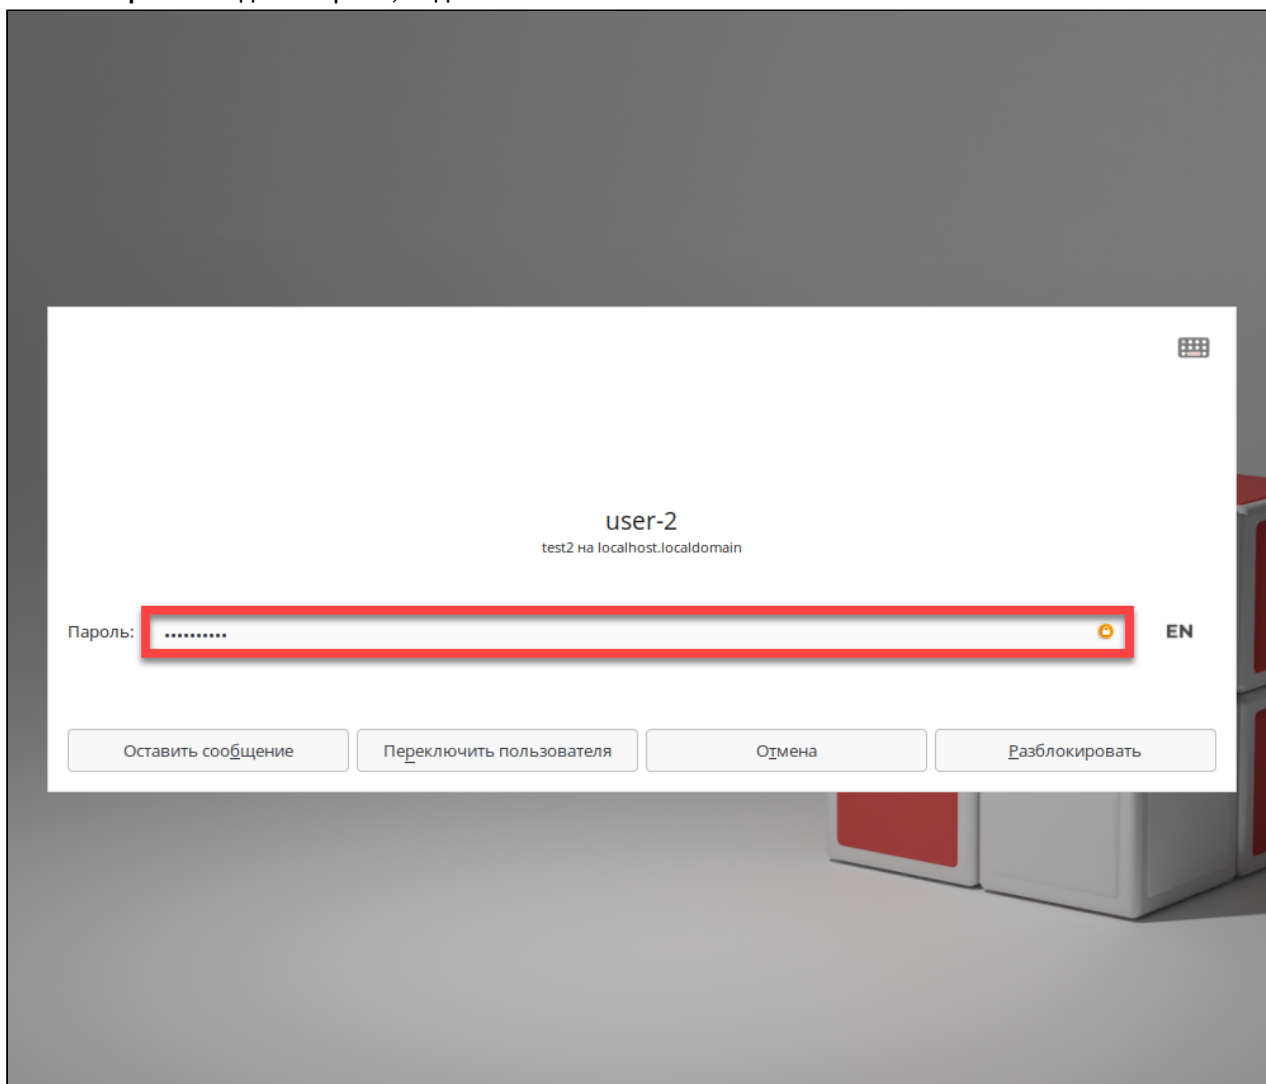 user-2
test2 на localhost.localdomain
Пароль: •••••••••• EN
Оставить сообщение Переключить пользователя Отмена Разблокировать